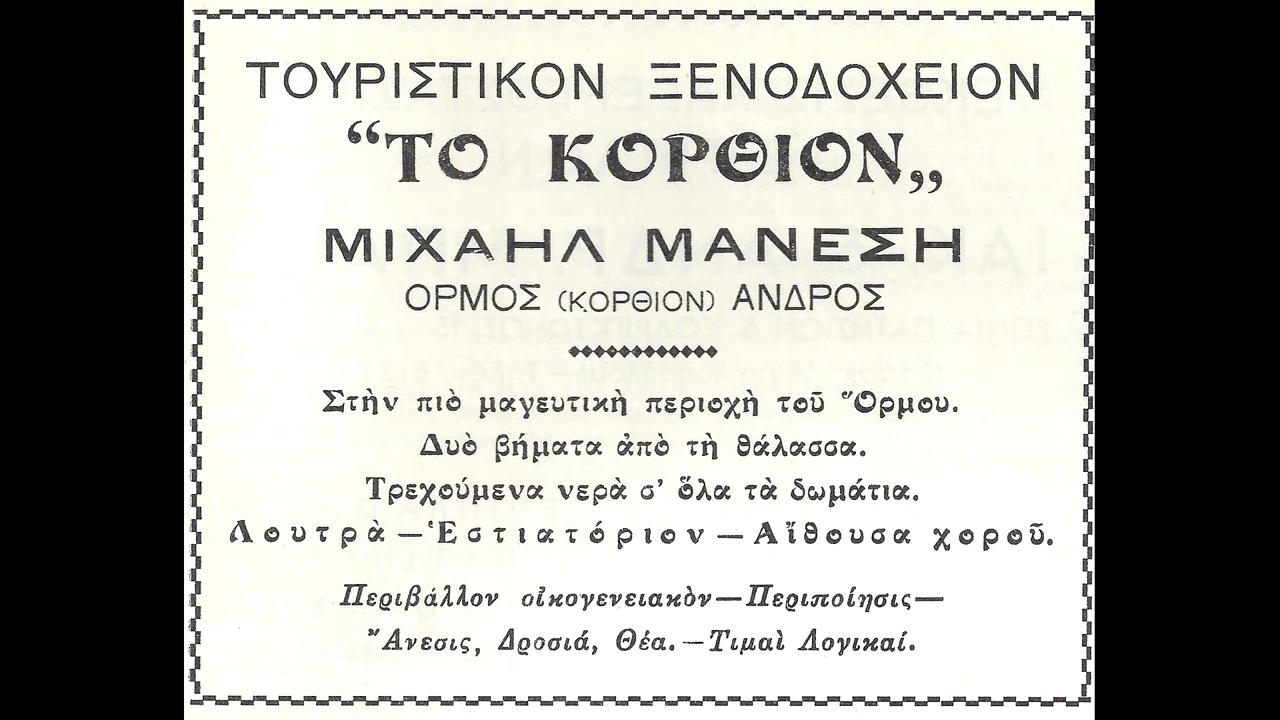 ΤΟΥΡΙΣΤΙΚΟΝ ΞΕΝΟΔΟΧΕΙΟΝ
“ΤΟ ΚΟΡΘΙΟΝ„
ΜΙΧΑΗΛ ΜΑΝΕΣΗ
ΟΡΜΟΣ (ΚΟΡΘΙΟΝ) ΑΝΔΡΟΣ
Στὴν πιὸ μαγευτικὴ περιοχὴ τοῦ Ὅρμου.
Δυὸ βήματα ἀπὸ τὴ θάλασσα.
Τρεχούμενα νερὰ σ’ ὅλα τὰ δωμάτια.
Λουτρὰ — Ἑστιατόριον — Αἴθουσα χοροῦ.
Περιβάλλον οἰκογενειακὸν — Περιποίησις —
Ἄνεσις, Δροσιά, Θέα. — Τιμαὶ Λογικαί.